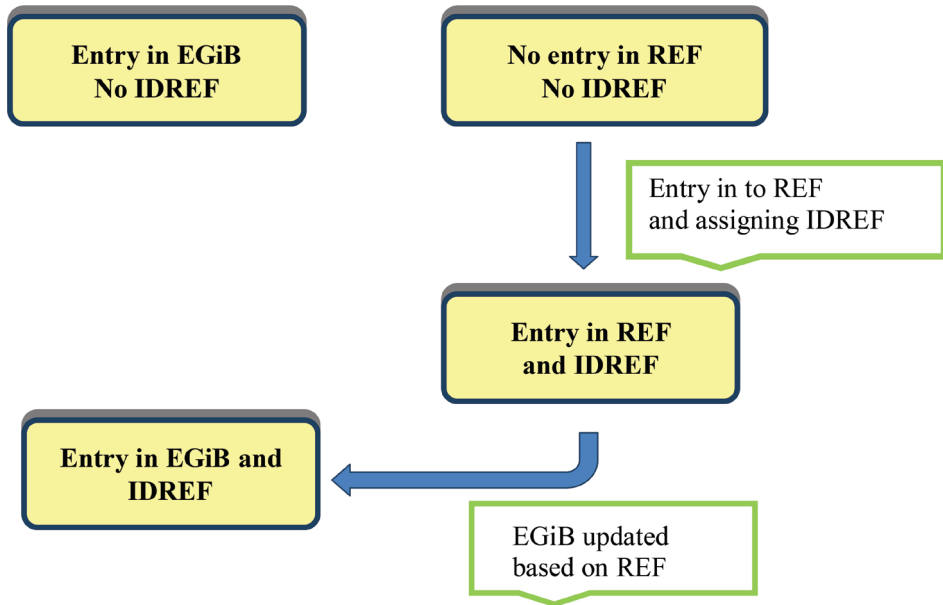 Entry in EGiB
No IDREF
No entry in REF
No IDREF
Entry in to REF
and assigning IDREF
Entry in REF
and IDREF
Entry in EGiB and
IDREF
EGiB updated
based on REF